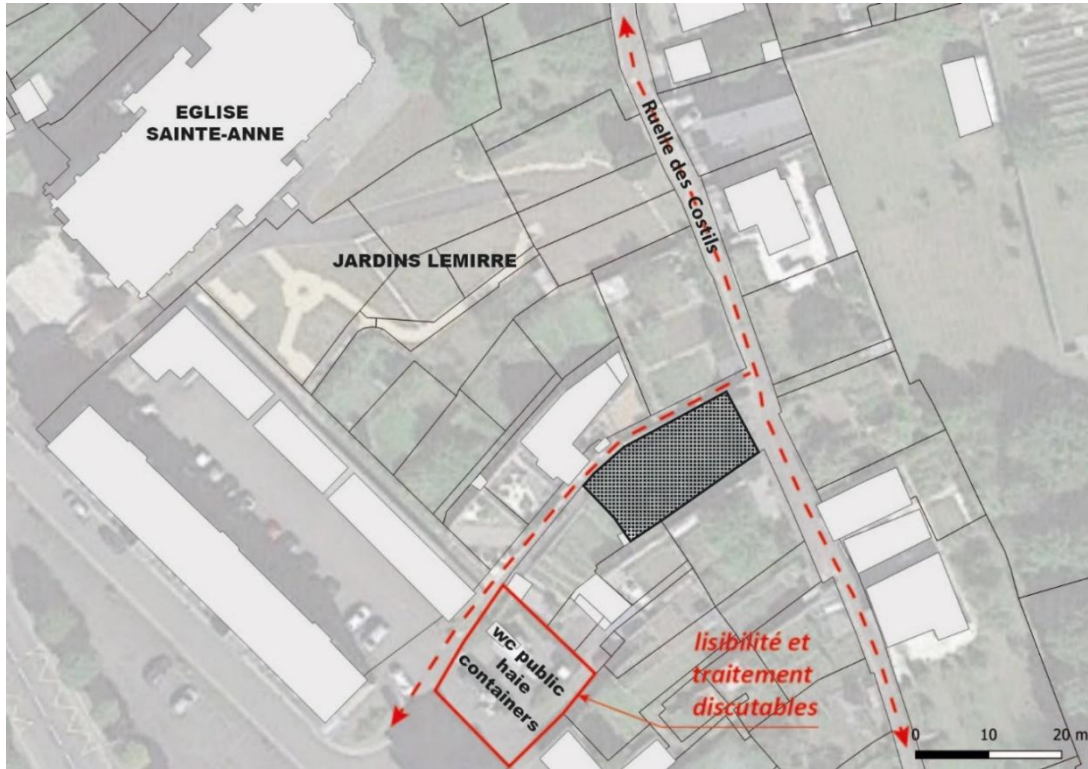 EGLISE
SAINTE-ANNE
Ruelle des Costils
JARDINS LEMIRRE
wc public
haie
containers
lisibilité et
traitement
discutables
0 10 20 m